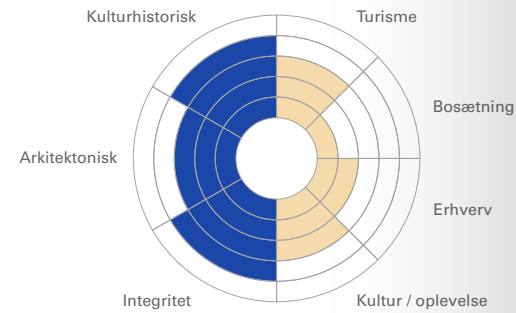 Kulturhistorisk
Turisme
Bosætning
Arkitektonisk
Erhverv
Integritet
Kultur / oplevelse